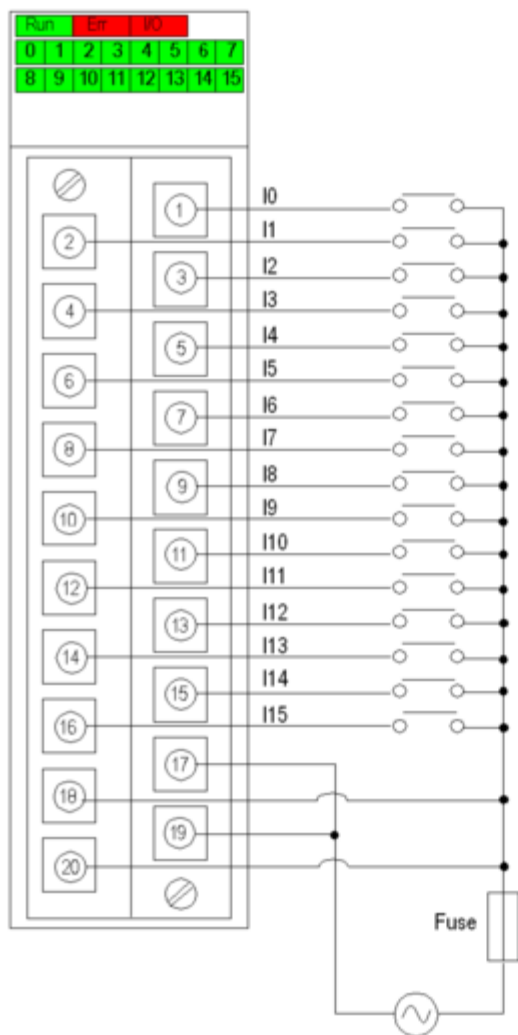 Run Err I/O
0 1 2 3 4 5 6 7
8 9 10 11 12 13 14 15
1 I0
2 I1
3 I2
4 I3
5 I4
6 I5
7 I6
8 I7
9 I8
10 I9
11 I10
12 I11
13 I12
14 I13
15 I14
16 I15
17
18
19
20
Fuse